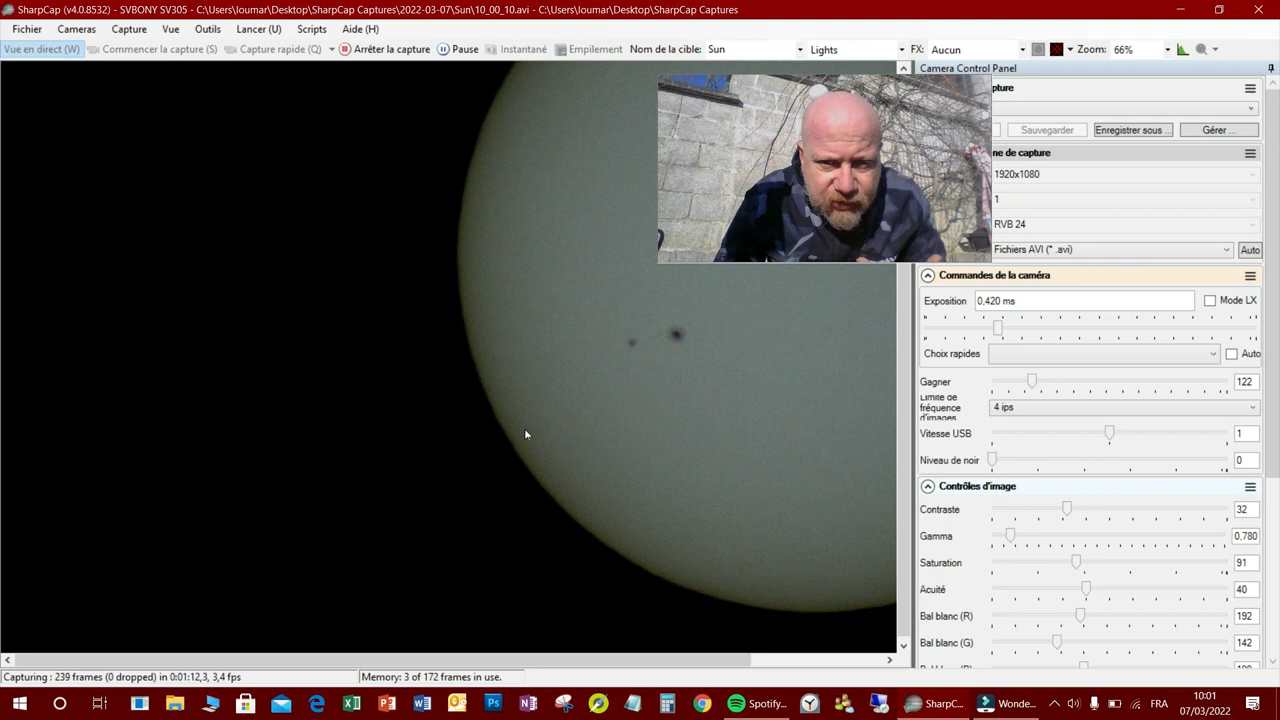 SharpCap (v4.0.8532) - SVBONY SV305 - C:\Users\loumar\Desktop\SharpCap Captures\2022-03-07\Sun\10_00_10.avi - C:\Users\loumar\Desktop\SharpCap Captures
Fichier Cameras Capture Vue Outils Lancer (U) Scripts Aide (H)
Vue en direct (W) Commencer la capture (S) Capture rapide (Q) Arrêter la capture Pause Instantané Empilement Nom de la cible: Sun Lights FX: Aucun Zoom: 66%
Camera Control Panel
pture
Sauvegarder Enregistrer sous ... Gérer ...
ne de capture
1920x1080
1
RVB 24
Fichiers AVI (* .avi) Auto
Commandes de la caméra
Exposition 0,420 ms Mode LX
Choix rapides Auto
Gagner 122
Limite de
fréquence 4 ips
d'images
Vitesse USB 1
Niveau de noir 0
Contrôles d'image
Contraste 32
Gamma 0.780
Saturation 91
Acuité 40
Bal blanc (R) 192
Bal blanc (G) 142
Capturing : 239 frames (0 dropped) in 0:01:12,3, 3,4 fps Memory: 3 of 172 frames in use.
Spotify... SharpC... Wonde... FRA 10:01
07/03/2022